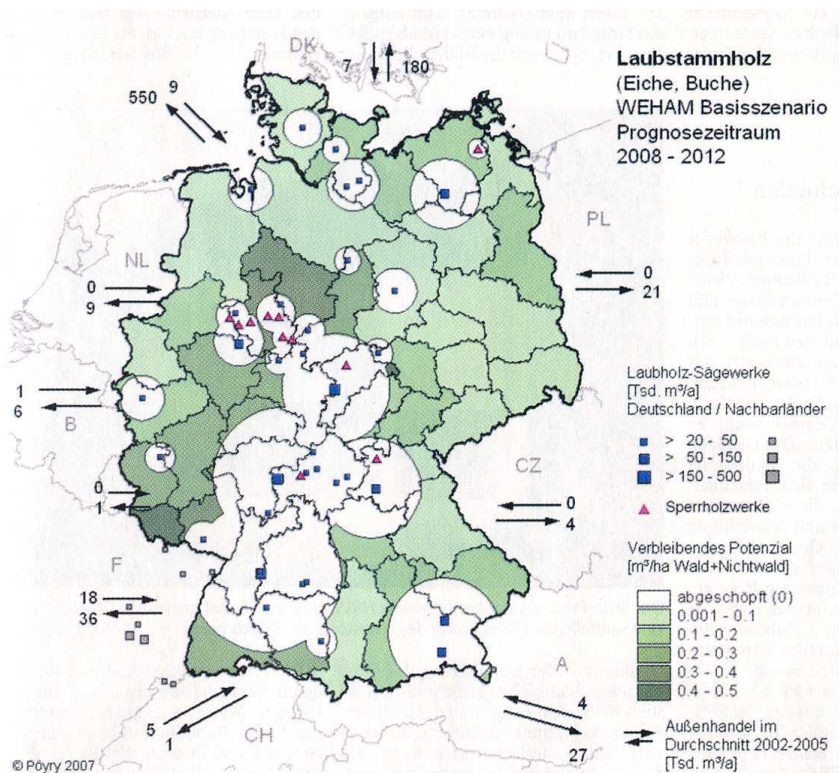 DK
7
180
9
550
Laubstammholz
(Eiche, Buche)
WEHAM Basisszenario
Prognosezeitraum
2008 - 2012
PL
NL
0
9
0
21
1
6
B
Laubholz-Sägewerke
[Tsd. m³/a]
Deutschland / Nachbarländer
> 20 - 50
> 50 - 150
> 150 - 500
Sperrholzwerke
CZ
0
1
0
4
F
18
36
Verbleibendes Potenzial
[m³/ha Wald+Nichtwald]
abgeschöpft (0)
0.001 - 0.1
0.1 - 0.2
0.2 - 0.3
0.3 - 0.4
0.4 - 0.5
A
4
27
5
1
CH
Außenhandel im
Durchschnitt 2002-2005
[Tsd. m³/a]
© Pöyry 2007